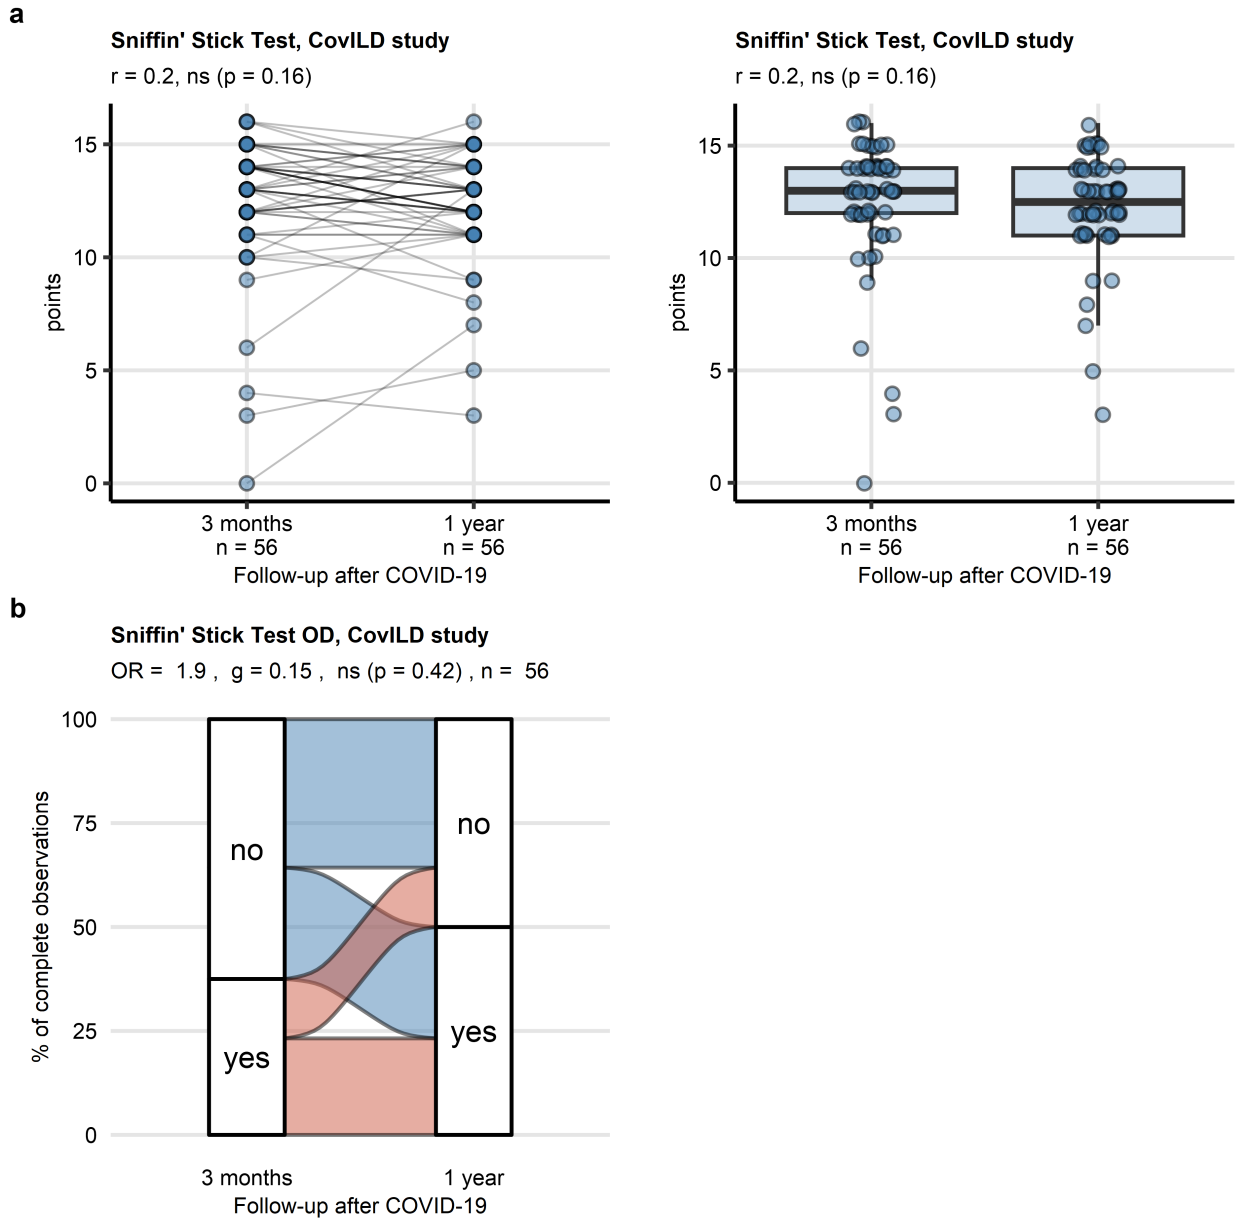 a
Sniffin' Stick Test, CovILD study
r = 0.2, ns (p = 0.16)
points
15
10
5
0
3 months
n = 56
1 year
n = 56
Follow-up after COVID-19
Sniffin' Stick Test, CovILD study
r = 0.2, ns (p = 0.16)
points
15
10
5
0
3 months
n = 56
1 year
n = 56
Follow-up after COVID-19
b
Sniffin' Stick Test OD, CovILD study
OR =  1.9 ,  g = 0.15 ,  ns (p = 0.42) , n =  56
% of complete observations
100
75
50
25
0
no
yes
no
yes
3 months
1 year
Follow-up after COVID-19